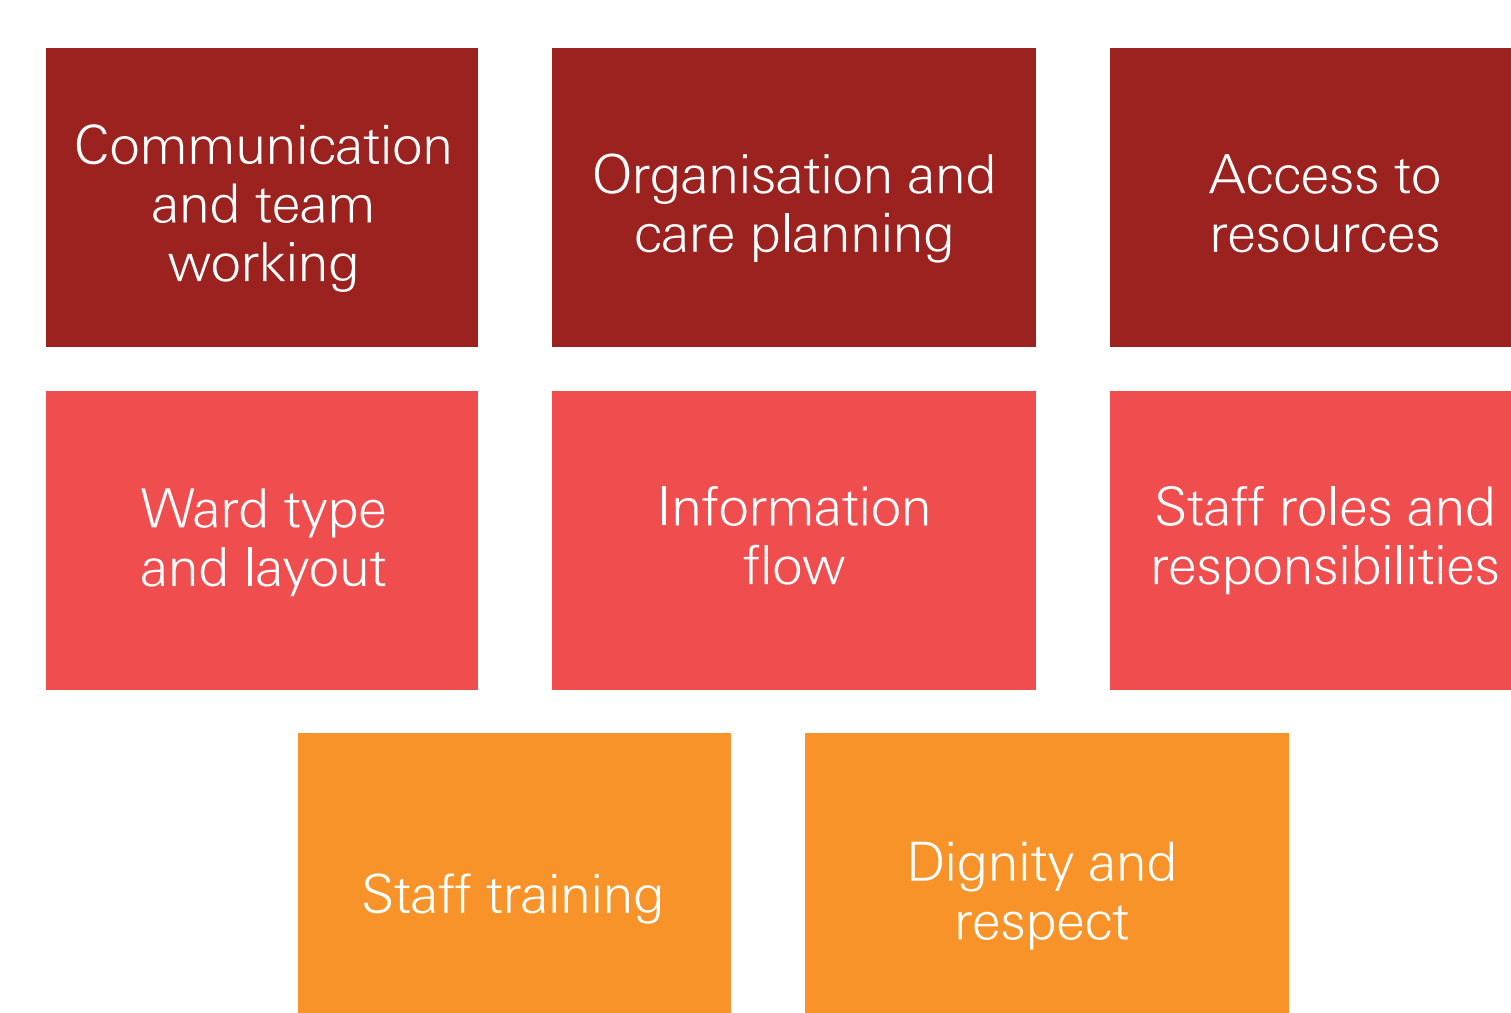 Communication
and team
working
Organisation and
care planning
Access to
resources
Ward type
and layout
Information
flow
Staff roles and
responsibilities
Staff training
Dignity and
respect